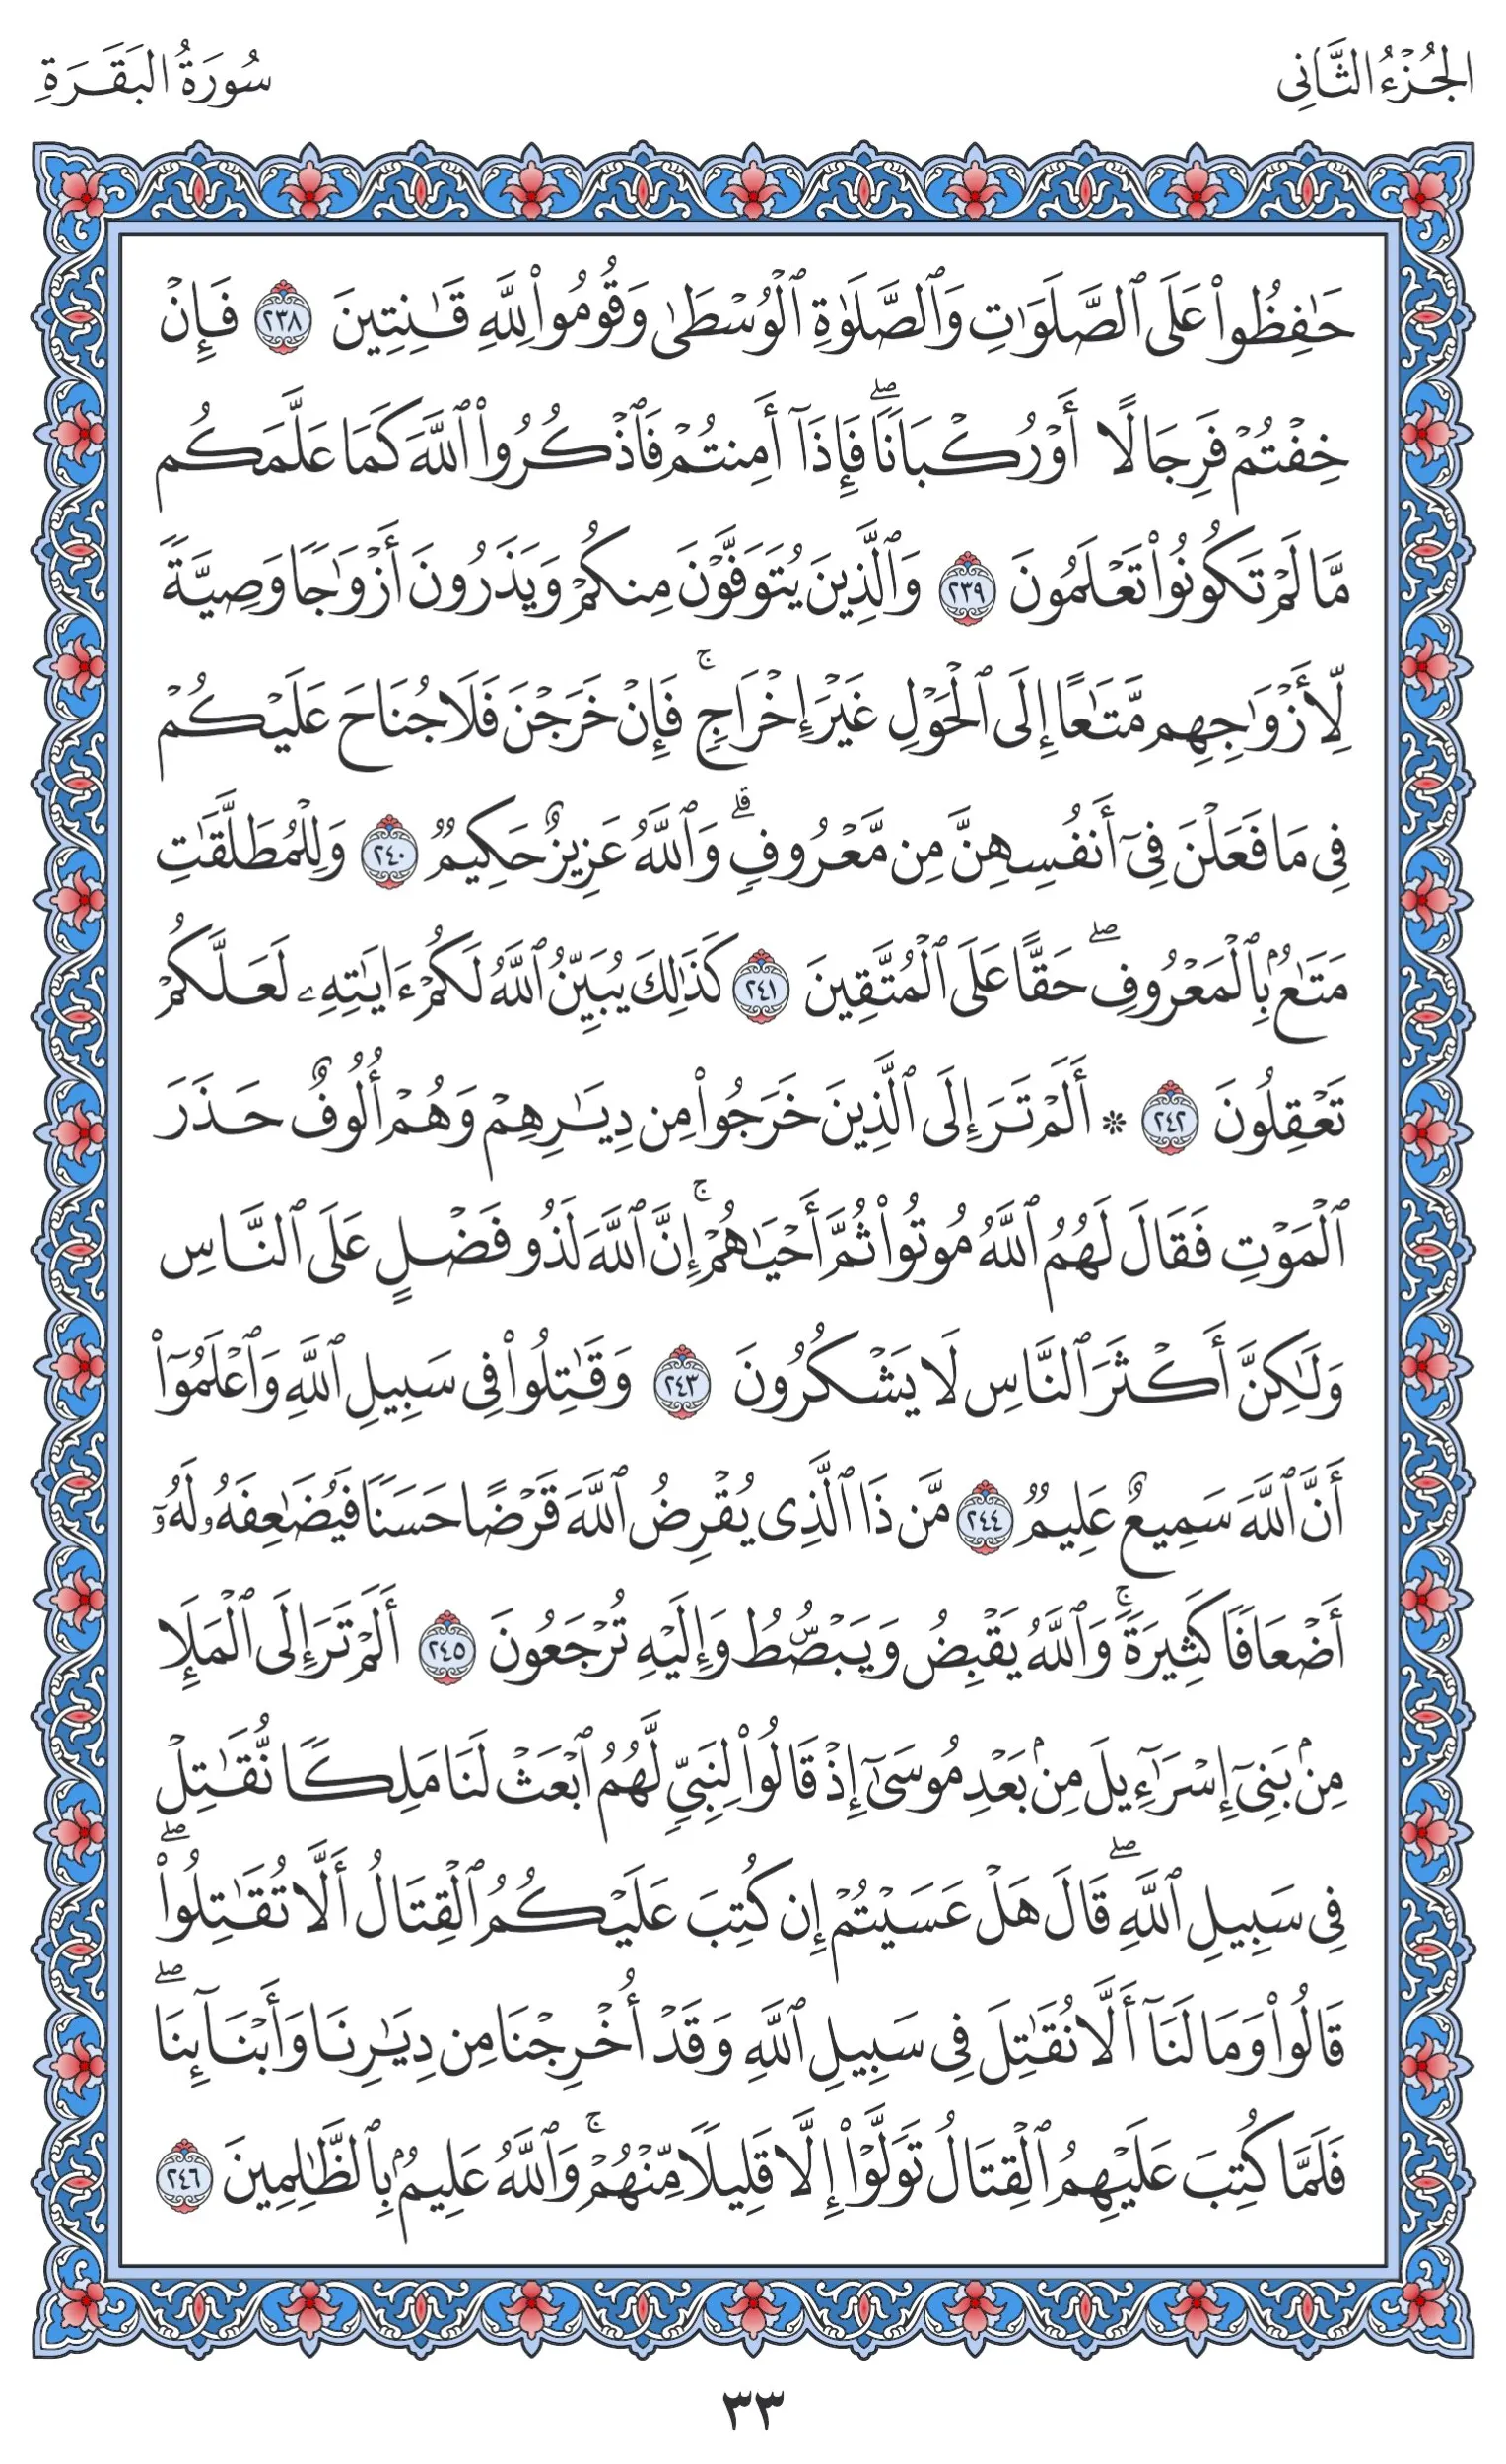 الجُزْءُ الثَّانِى
سُورَةُ البَقَرَةِ
حَٰفِظُوا۟ عَلَى ٱلصَّلَوَٰتِ وَٱلصَّلَوٰةِ ٱلْوُسْطَىٰ وَقُومُوا۟ لِلَّهِ قَٰنِتِينَ ٢٣٨ فَإِنْ
خِفْتُمْ فَرِجَالًا أَوْ رُكْبَانًا ۖ فَإِذَآ أَمِنتُمْ فَٱذْكُرُوا۟ ٱللَّهَ كَمَا عَلَّمَكُم
مَّا لَمْ تَكُونُوا۟ تَعْلَمُونَ ٢٣٩ وَٱلَّذِينَ يُتَوَفَّوْنَ مِنكُمْ وَيَذَرُونَ أَزْوَٰجًا وَصِيَّةً
لِّأَزْوَٰجِهِم مَّتَٰعًا إِلَى ٱلْحَوْلِ غَيْرَ إِخْرَاجٍ ۚ فَإِنْ خَرَجْنَ فَلَا جُنَاحَ عَلَيْكُمْ
فِى مَا فَعَلْنَ فِىٓ أَنفُسِهِنَّ مِن مَّعْرُوفٍ ۗ وَٱللَّهُ عَزِيزٌ حَكِيمٌ ٢٤٠ وَلِلْمُطَلَّقَٰتِ
مَتَٰعٌۢ بِٱلْمَعْرُوفِ ۖ حَقًّا عَلَى ٱلْمُتَّقِينَ ٢٤١ كَذَٰلِكَ يُبَيِّنُ ٱللَّهُ لَكُمْ ءَايَٰتِهِۦ لَعَلَّكُمْ
تَعْقِلُونَ ٢٤٢ ۞ أَلَمْ تَرَ إِلَى ٱلَّذِينَ خَرَجُوا۟ مِن دِيَٰرِهِمْ وَهُمْ أُلُوفٌ حَذَرَ
ٱلْمَوْتِ فَقَالَ لَهُمُ ٱللَّهُ مُوتُوا۟ ثُمَّ أَحْيَٰهُمْ ۚ إِنَّ ٱللَّهَ لَذُو فَضْلٍ عَلَى ٱلنَّاسِ
وَلَٰكِنَّ أَكْثَرَ ٱلنَّاسِ لَا يَشْكُرُونَ ٢٤٣ وَقَٰتِلُوا۟ فِى سَبِيلِ ٱللَّهِ وَٱعْلَمُوٓا۟
أَنَّ ٱللَّهَ سَمِيعٌ عَلِيمٌ ٢٤٤ مَّن ذَا ٱلَّذِى يُقْرِضُ ٱللَّهَ قَرْضًا حَسَنًا فَيُضَٰعِفَهُۥ لَهُۥٓ
أَضْعَافًا كَثِيرَةً ۚ وَٱللَّهُ يَقْبِضُ وَيَبْصُۜطُ وَإِلَيْهِ تُرْجَعُونَ ٢٤٥ أَلَمْ تَرَ إِلَى ٱلْمَلَإِ
مِنۢ بَنِىٓ إِسْرَٰٓءِيلَ مِنۢ بَعْدِ مُوسَىٰٓ إِذْ قَالُوا۟ لِنَبِىٍّ لَّهُمُ ٱبْعَثْ لَنَا مَلِكًا نُّقَٰتِلْ
فِى سَبِيلِ ٱللَّهِ ۖ قَالَ هَلْ عَسَيْتُمْ إِن كُتِبَ عَلَيْكُمُ ٱلْقِتَالُ أَلَّا تُقَٰتِلُوا۟ ۖ
قَالُوا۟ وَمَا لَنَآ أَلَّا نُقَٰتِلَ فِى سَبِيلِ ٱللَّهِ وَقَدْ أُخْرِجْنَا مِن دِيَٰرِنَا وَأَبْنَآئِنَا ۖ
فَلَمَّا كُتِبَ عَلَيْهِمُ ٱلْقِتَالُ تَوَلَّوْا۟ إِلَّا قَلِيلًا مِّنْهُمْ ۚ وَٱللَّهُ عَلِيمٌۢ بِٱلظَّٰلِمِينَ ٢٤٦
٣٣